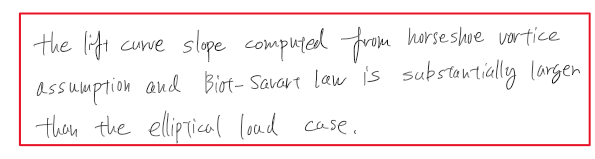 the lift curve slope computed from horseshoe vortice
assumption and Biot-Savart law is substantially larger
than the elliptical load case.